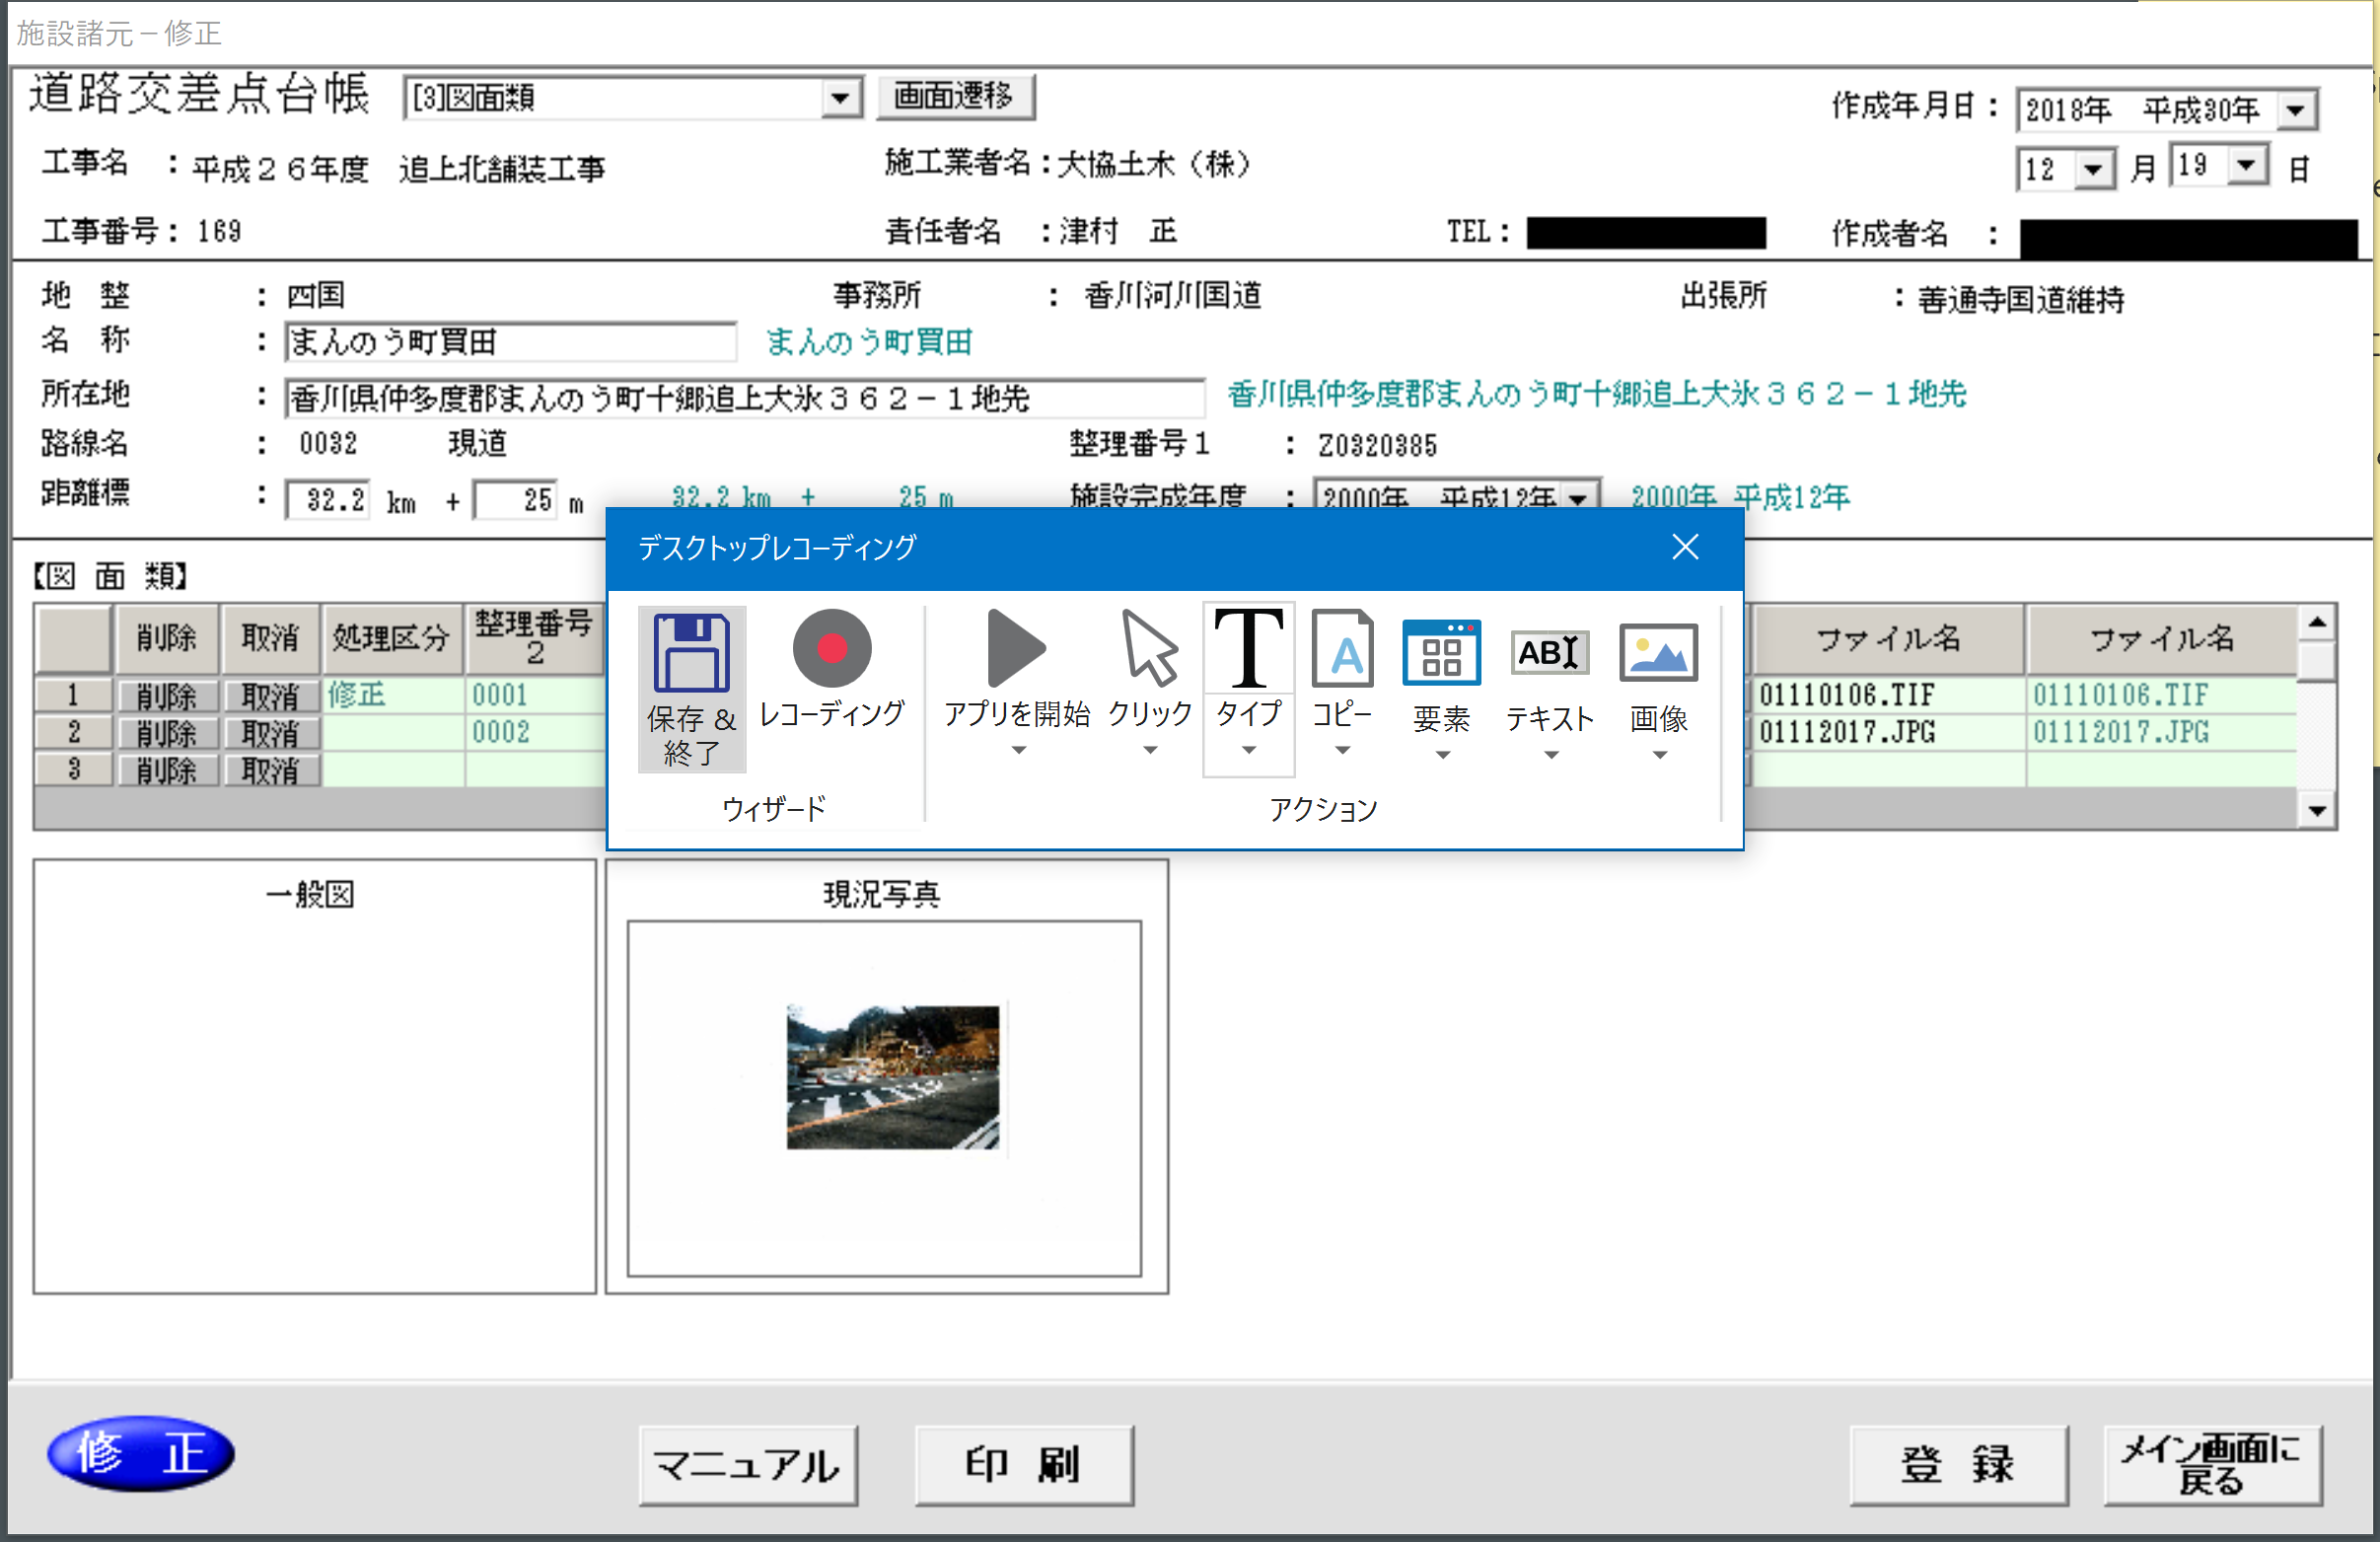 施設諸元－修正
道路交差点台帳 [3]図面類 画面遷移 作成年月日： 2018年 平成30年
工事名 ：平成２６年度 追上北舗装工事 施工業者名：大協土木（株） 12 月 19 日
工事番号： 169 責任者名 ：津村 正 TEL： 作成者名 ：
地 整 ： 四国 事務所 ： 香川河川国道 出張所 ：善通寺国道維持
名 称 ： まんのう町買田 まんのう町買田
所在地 ： 香川県仲多度郡まんのう町十郷追上大氷３６２－１地先 香川県仲多度郡まんのう町十郷追上大氷３６２－１地先
路線名 ： 0032 現道 整理番号１ ： Z0320385
距離標 ： 32.2 km + 25 m 32.2 km + 25 m 施設完成年度 ： 2000年 平成12年 2000年 平成12年
デスクトップレコーディング
保存 & 終了 レコーディング アプリを開始 クリック タイプ コピー 要素 テキスト 画像
ウィザード アクション
【図 面 類】
削除 取消 処理区分 整理番号2 ファイル名 ファイル名
1 削除 取消 修正 0001 01110106.TIF 01110106.TIF
2 削除 取消 0002 01112017.JPG 01112017.JPG
3 削除 取消
一般図 現況写真
修 正 マニュアル 印 刷 登 録 メイン画面に
戻る